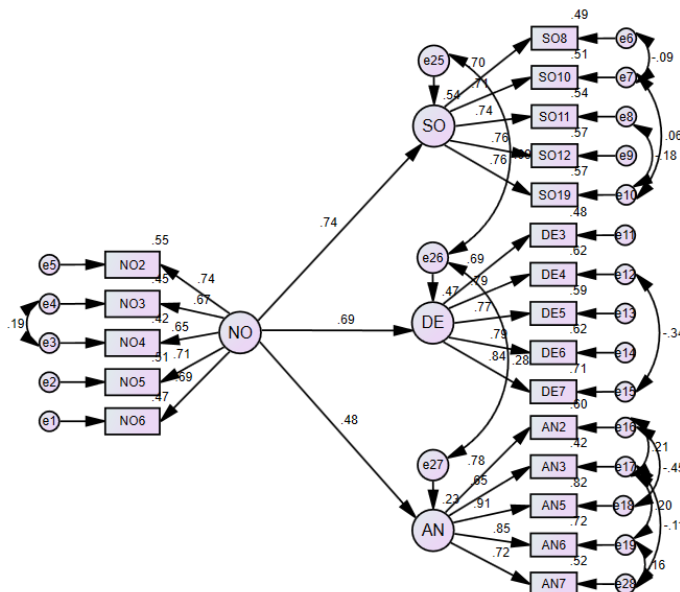 .49
SO8
e6
-.09
.51
e25
.70
.71
SO10
e7
.54
.54
SO
.74
SO11
e8
.57
.06
.76
SO12
e9
-.18
.57
.76
SO19
e10
.48
.74
DE3
e11
.62
.55
e26
.69
DE4
e12
e5
NO2
.74
.79
.59
.45
.47
.77
DE5
e13
e4
NO3
.67
.62
.42
NO
.69
DE
-.34
.19
e3
NO4
.65
.79
DE6
e14
.51
.71
.28
.71
e2
NO5
.69
.84
DE7
e15
.47
.60
e1
NO6
.48
AN2
e16
.42
.21
e27
.78
.65
AN3
e17
-.45
.82
.23
.91
AN5
e18
.20
.72
AN
-.11
.85
AN6
e19
.52
.16
.72
AN7
e28